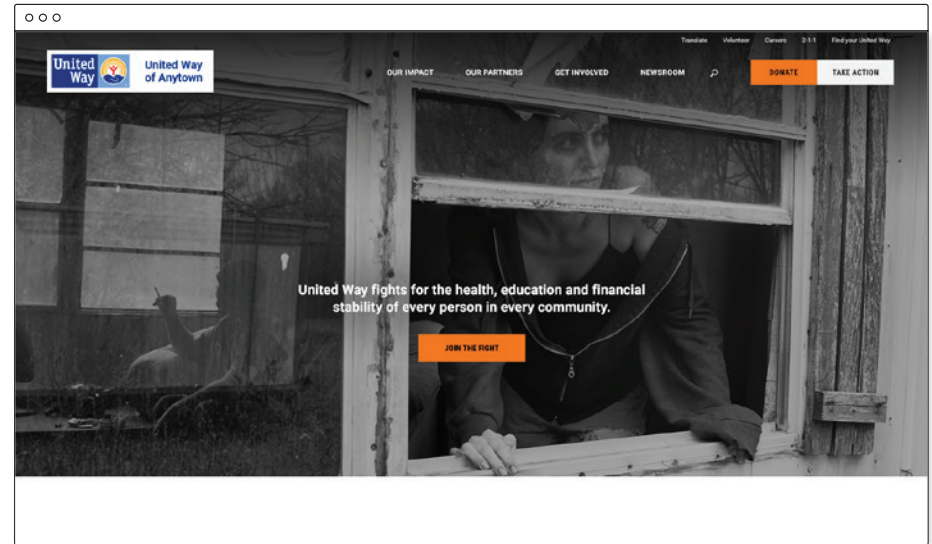 Translate Volunteer Careers 2-1-1 Find your United Way
United
Way
United Way
of Anytown
OUR IMPACT OUR PARTNERS GET INVOLVED NEWSROOM DONATE TAKE ACTION
United Way fights for the health, education and financial
stability of every person in every community.
JOIN THE FIGHT